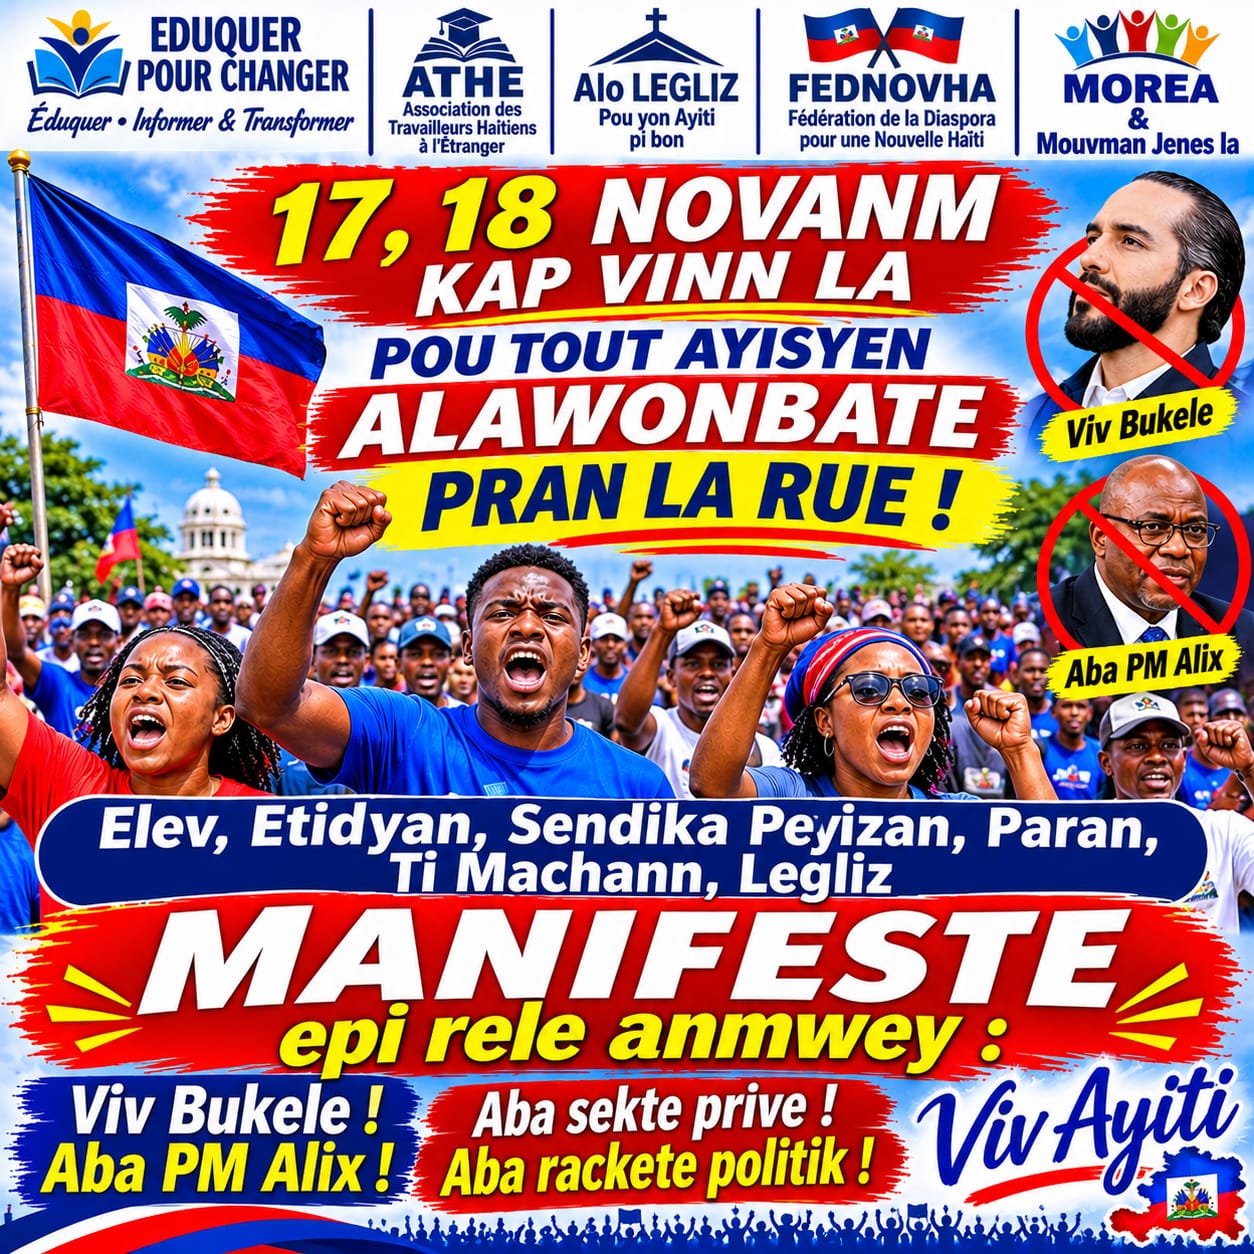 EDUQUER
POUR CHANGER
Éduquer • Informer & Transformer
ATHE
Association des
Travailleurs Haitiens
à l'Étranger
Alo LEGLIZ
Pou yon Ayiti
pi bon
FEDNOVHA
Fédération de la Diaspora
pour une Nouvelle Haïti
MOREA
&
Mouvman Jenes la
17, 18 NOVANM
KAP VINN LA
POU TOUT AYISYEN
ALAWONBATE
PRAN LA RUE !
Viv Bukele
Aba PM Alix
Elev, Etidyan, Sendika Peyizan, Paran,
Ti Machann, Legliz
MANIFESTE
epi rele anmwey :
Viv Bukele !
Aba PM Alix !
Aba sekte prive !
Aba rackete politik !
Viv Ayiti